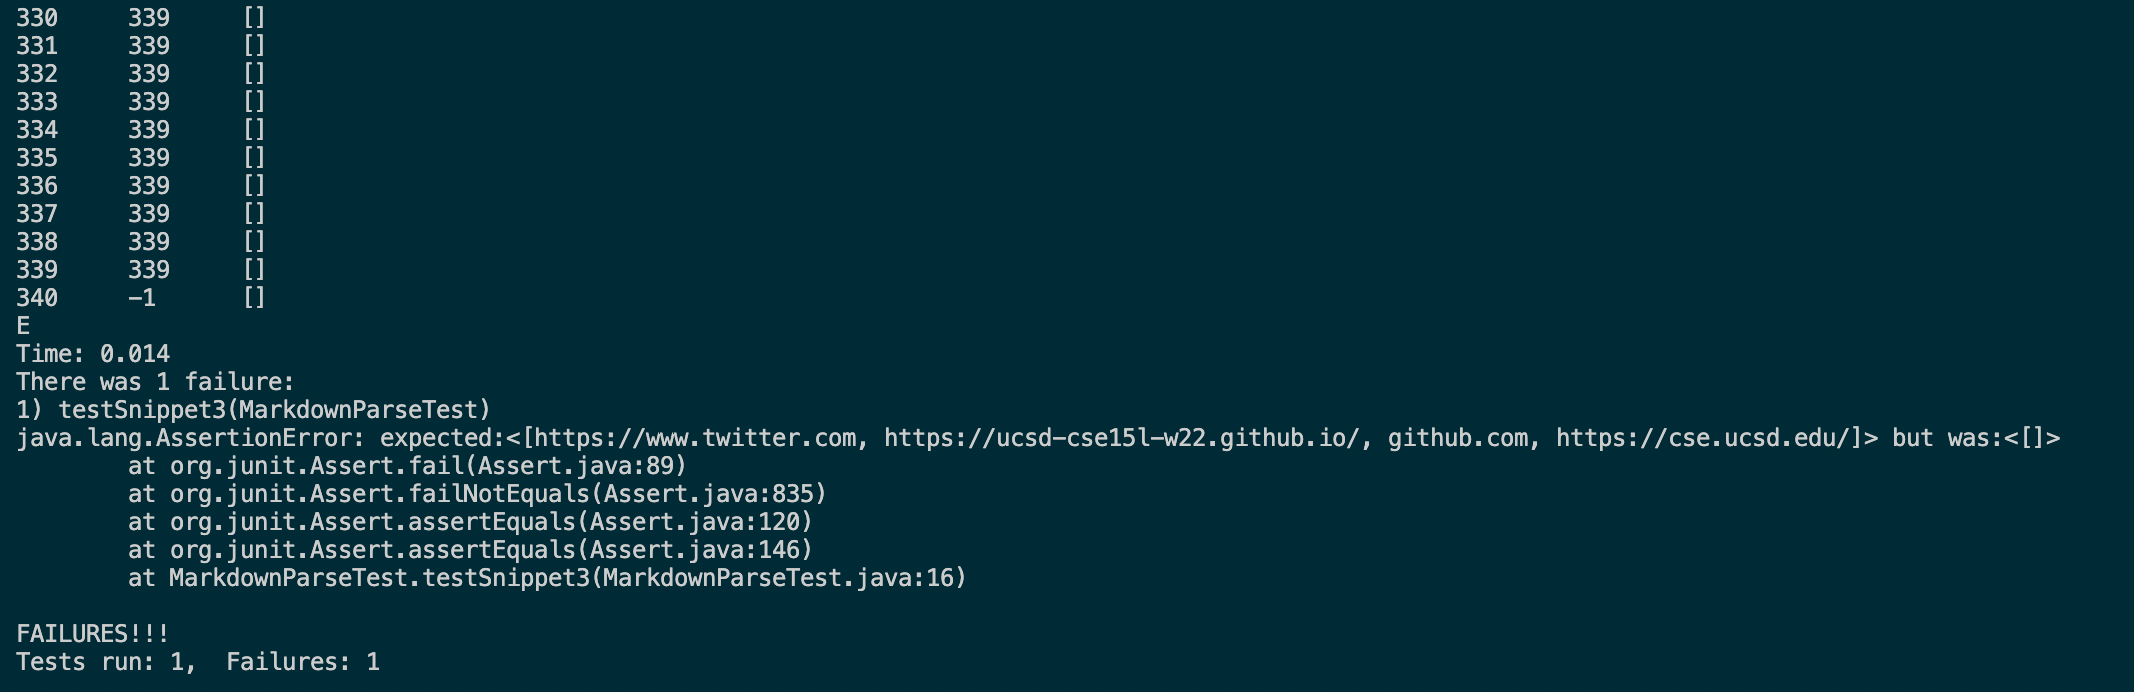 330     339     []
331     339     []
332     339     []
333     339     []
334     339     []
335     339     []
336     339     []
337     339     []
338     339     []
339     339     []
340     -1      []
E
Time: 0.014
There was 1 failure:
1) testSnippet3(MarkdownParseTest)
java.lang.AssertionError: expected:<[https://www.twitter.com, https://ucsd-cse15l-w22.github.io/, github.com, https://cse.ucsd.edu/]> but was:<[]>
        at org.junit.Assert.fail(Assert.java:89)
        at org.junit.Assert.failNotEquals(Assert.java:835)
        at org.junit.Assert.assertEquals(Assert.java:120)
        at org.junit.Assert.assertEquals(Assert.java:146)
        at MarkdownParseTest.testSnippet3(MarkdownParseTest.java:16)

FAILURES!!!
Tests run: 1,  Failures: 1